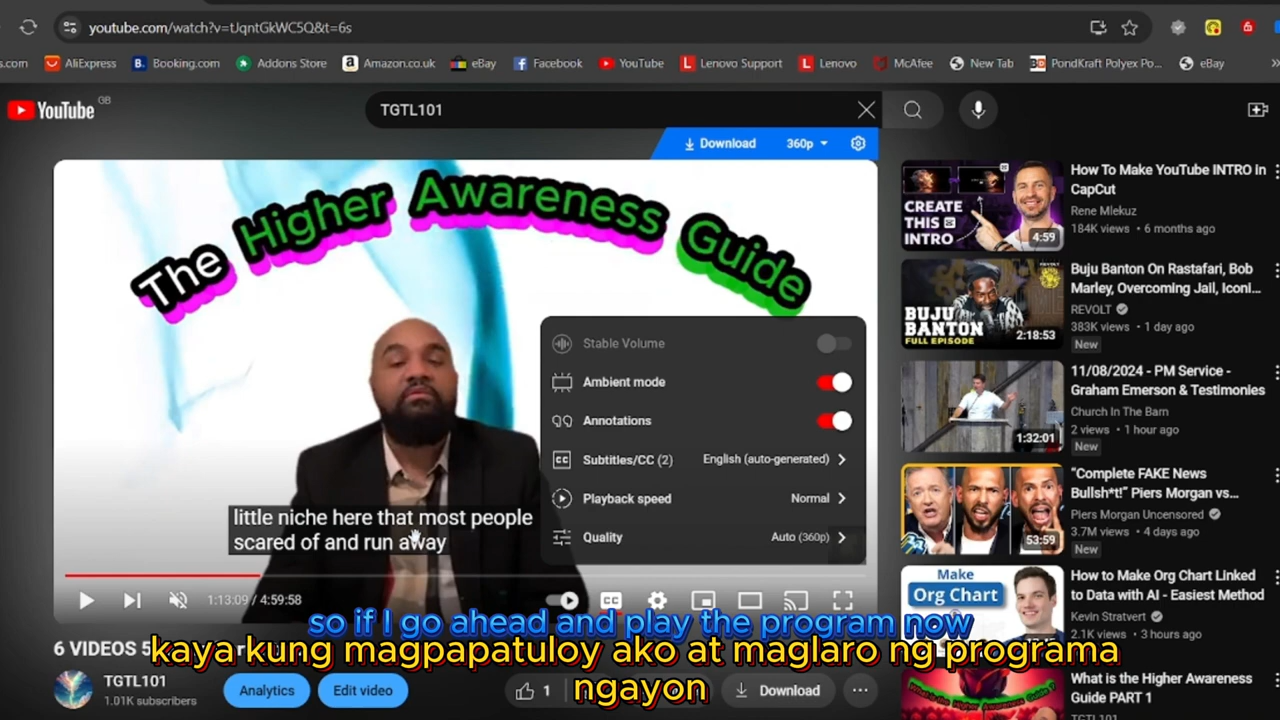 youtube.com/watch?v=tJqntGkWC5Q&t=6s
s.com AliExpress Booking.com Addons Store Amazon.co.uk eBay Facebook YouTube Lenovo Support Lenovo McAfee New Tab PondKraft Polyex Po... eBay
YouTube GB
TGTL101
Download 360p
The Higher Awareness Guide
Stable Volume
Ambient mode
Annotations
Subtitles/CC (2) English (auto-generated)
Playback speed Normal
Quality Auto (360p)
little niche here that most people
scared of and run away
1:13:09 / 4:59:58
so if I go ahead and play the program now
kaya kung magpapatuloy ako at maglaro ng programa
ngayon
6 VIDEOS 5
TGTL101
1.01K subscribers
Analytics
Edit video
1
Download
CREATE
THIS
INTRO
4:59
How To Make YouTube INTRO In
CapCut
Rene Mlekuz
184K views • 6 months ago
REVOLT
BUJU
BANTON
FULL EPISODE
2:18:53
Buju Banton On Rastafari, Bob
Marley, Overcoming Jail, Iconi...
REVOLT
383K views • 1 day ago
New
1:32:01
11/08/2024 - PM Service -
Graham Emerson & Testimonies
Church In The Barn
2 views • 1 hour ago
New
53:59
“Complete FAKE News
Bullsh*t!” Piers Morgan vs...
Piers Morgan Uncensored
3.7M views • 4 days ago
New
Make
Org Chart
How to Make Org Chart Linked
to Data with AI - Easiest Method
Kevin Stratvert
2.1K views • 3 hours ago
What is the Higher Awareness
Guide PART 1
TGTL101